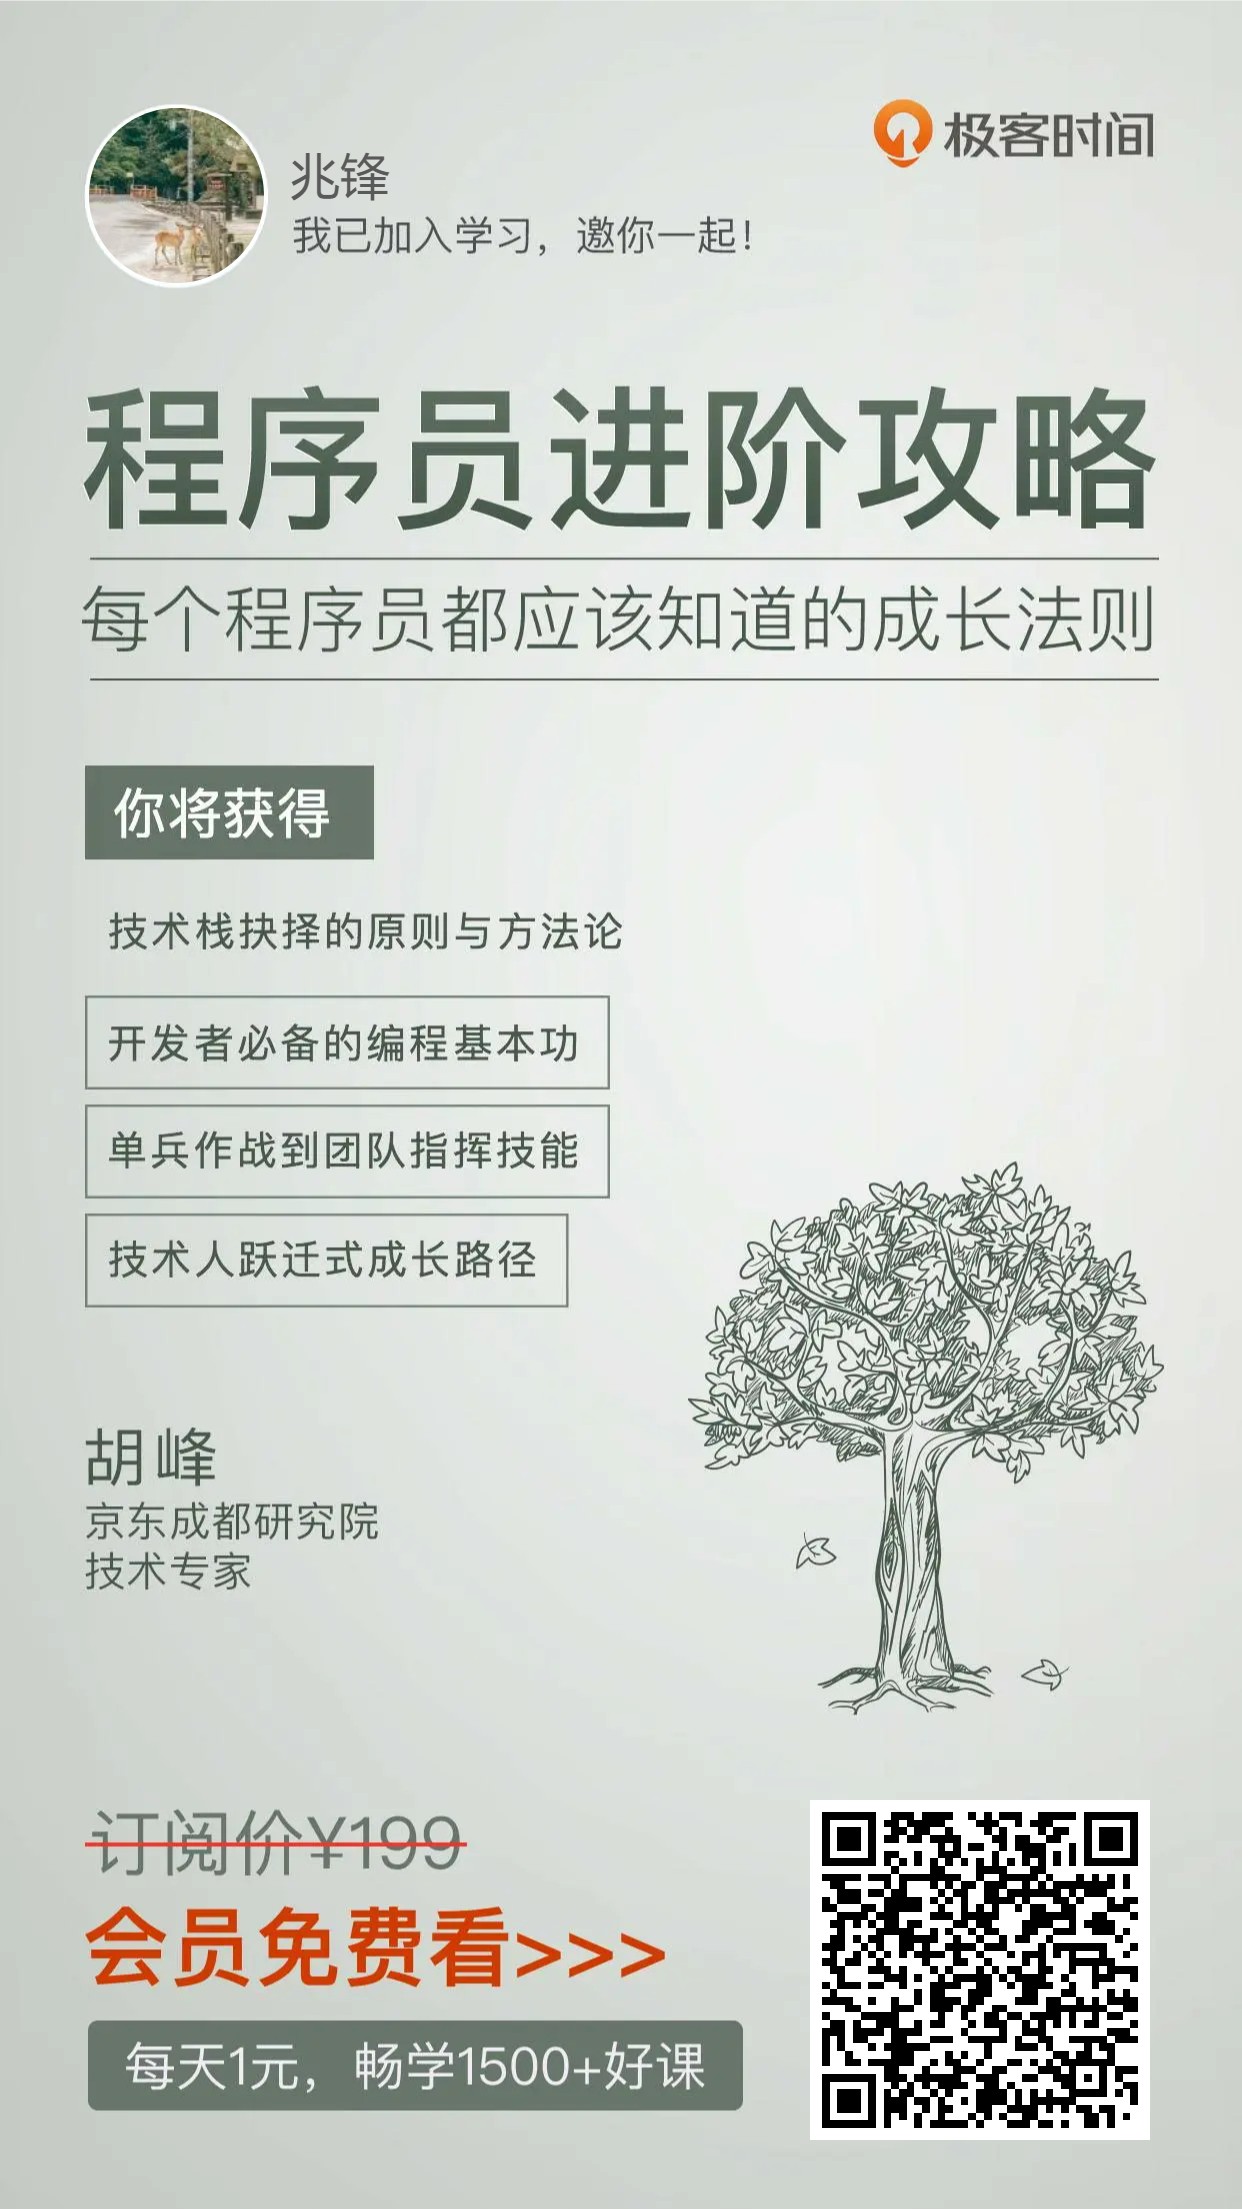 极客时间
兆锋
我已加入学习，邀你一起！
程序员进阶攻略
每个程序员都应该知道的成长法则
你将获得
技术栈抉择的原则与方法论
开发者必备的编程基本功
单兵作战到团队指挥技能
技术人跃迁式成长路径
胡峰
京东成都研究院
技术专家
订阅价¥199
会员免费看>>>
每天1元，畅学1500+好课